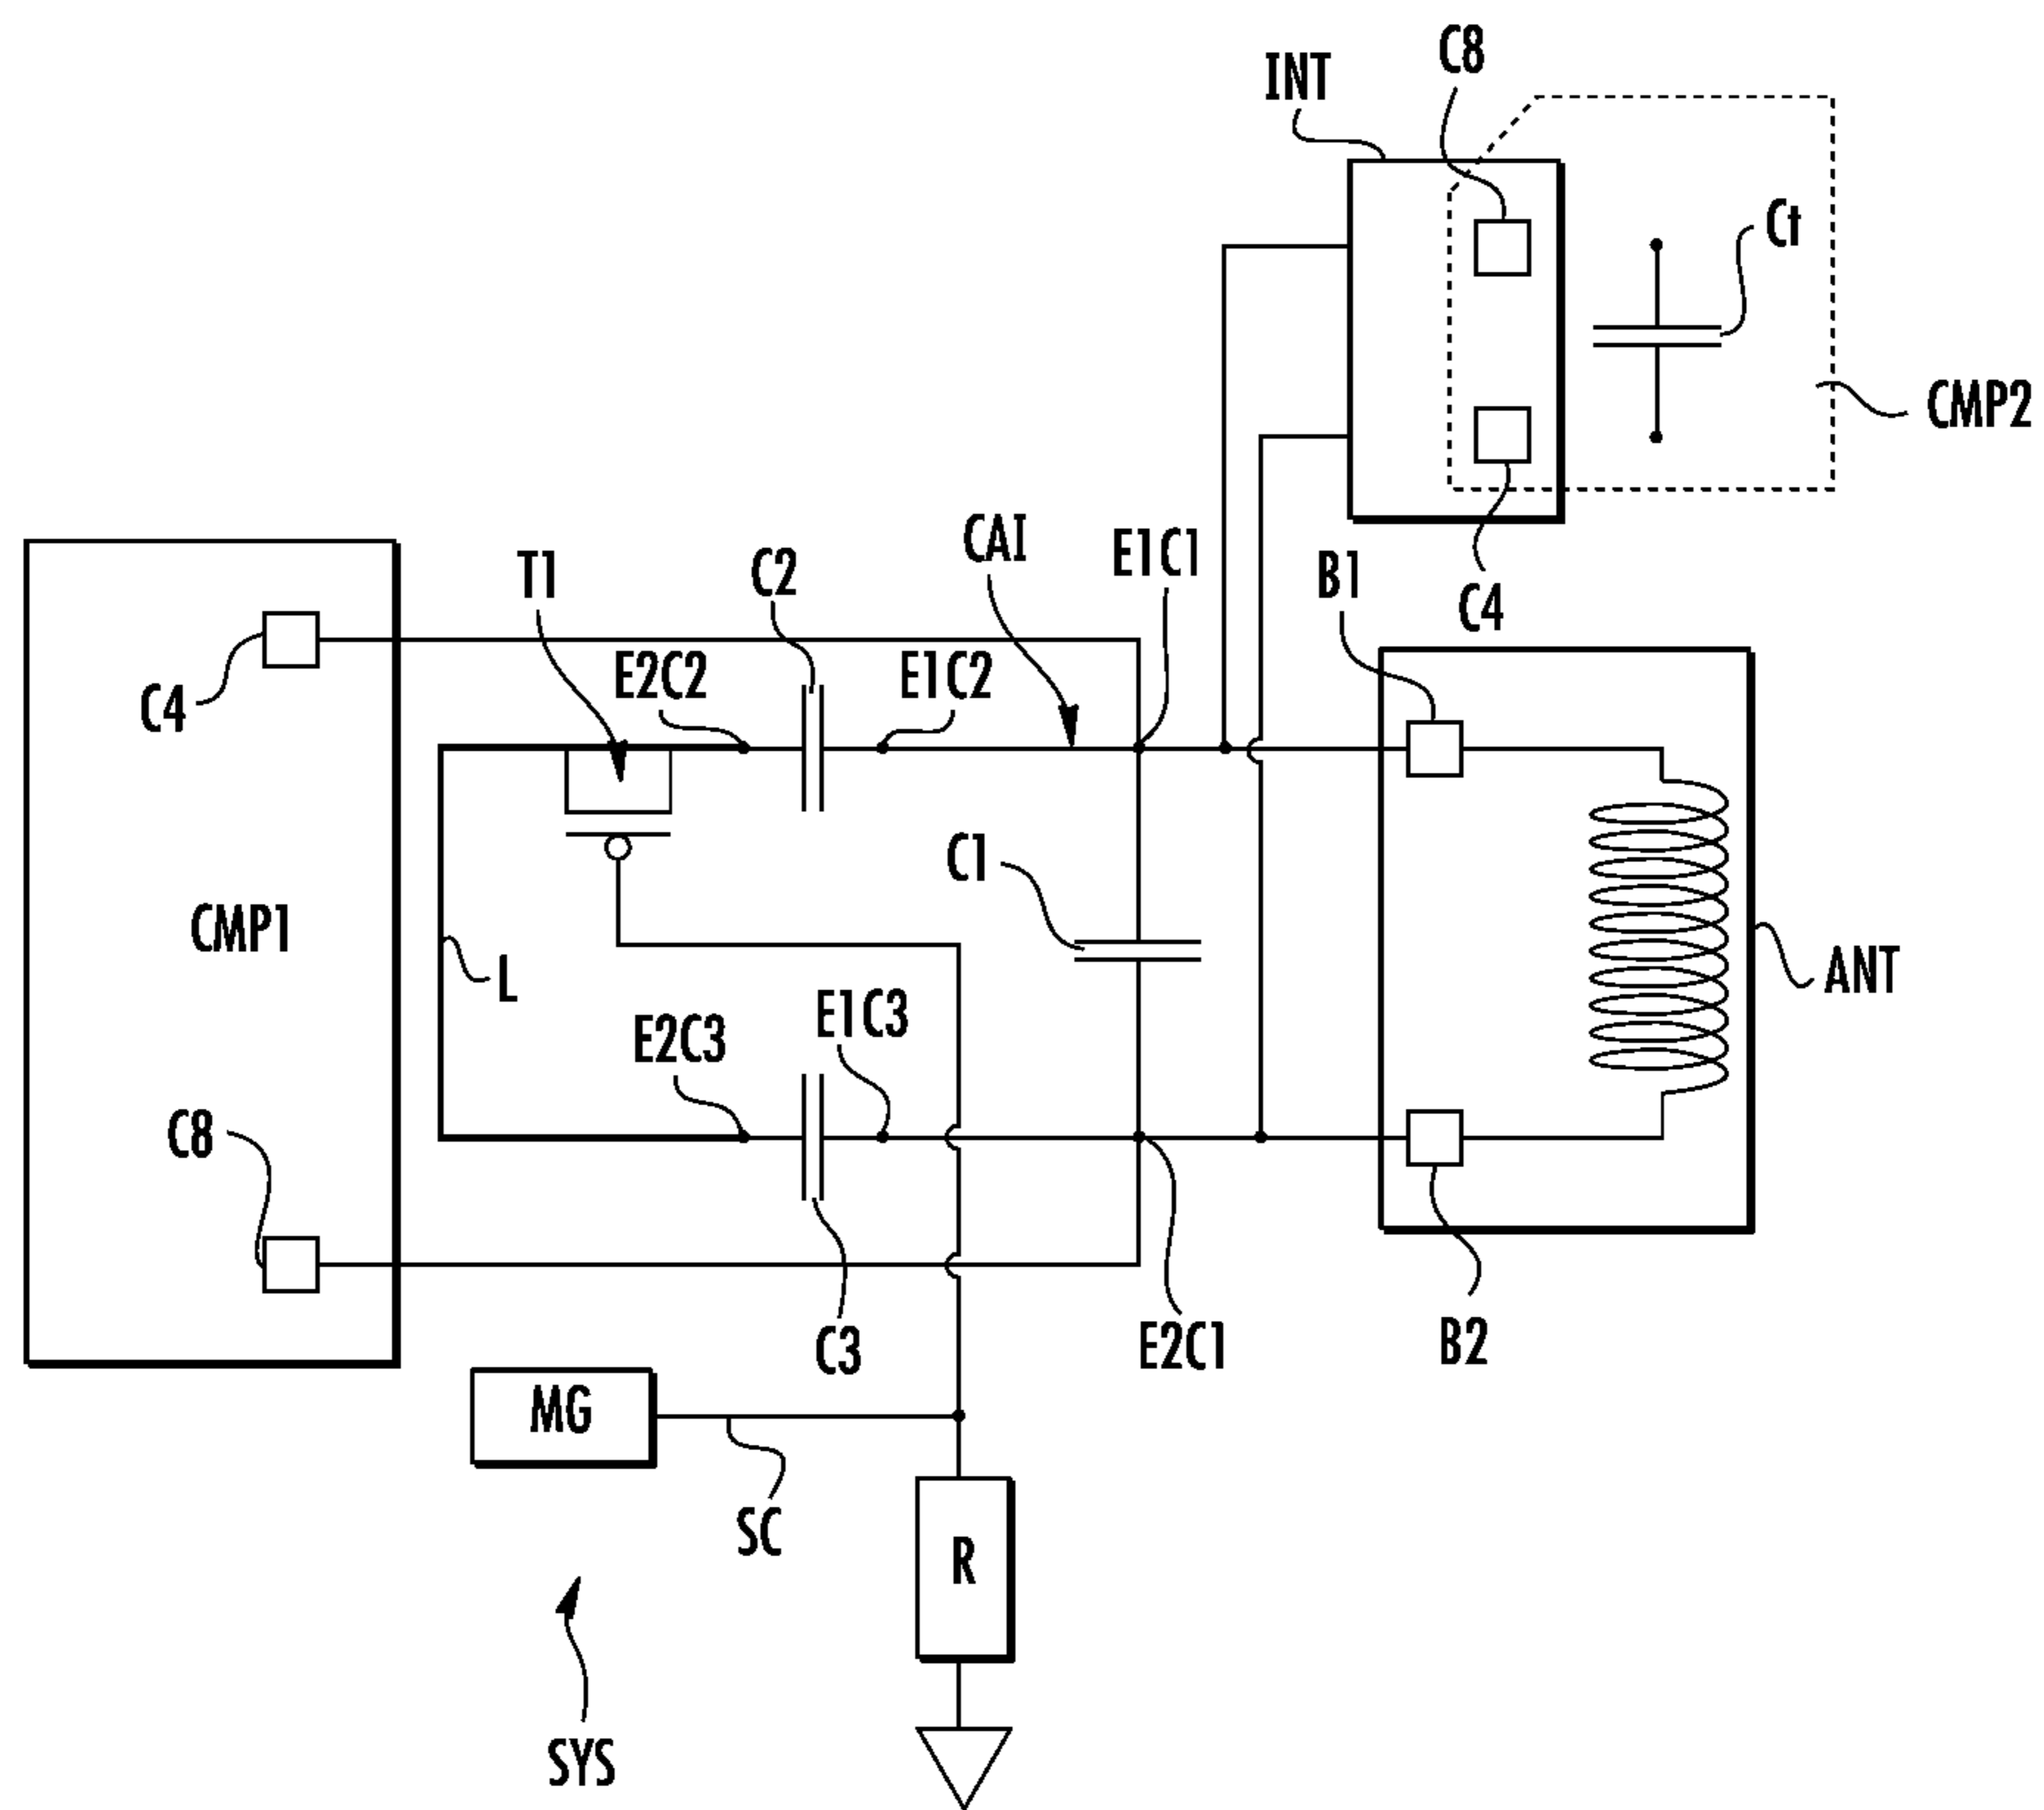 C8
INT
Ct
CMP2
CAI
E1C1
T1
C2
B1
C4
E2C2
E1C2
C4
C1
CMP1
L
E1C3
ANT
E2C3
C8
C3
E2C1
B2
MG
SC
R
SYS